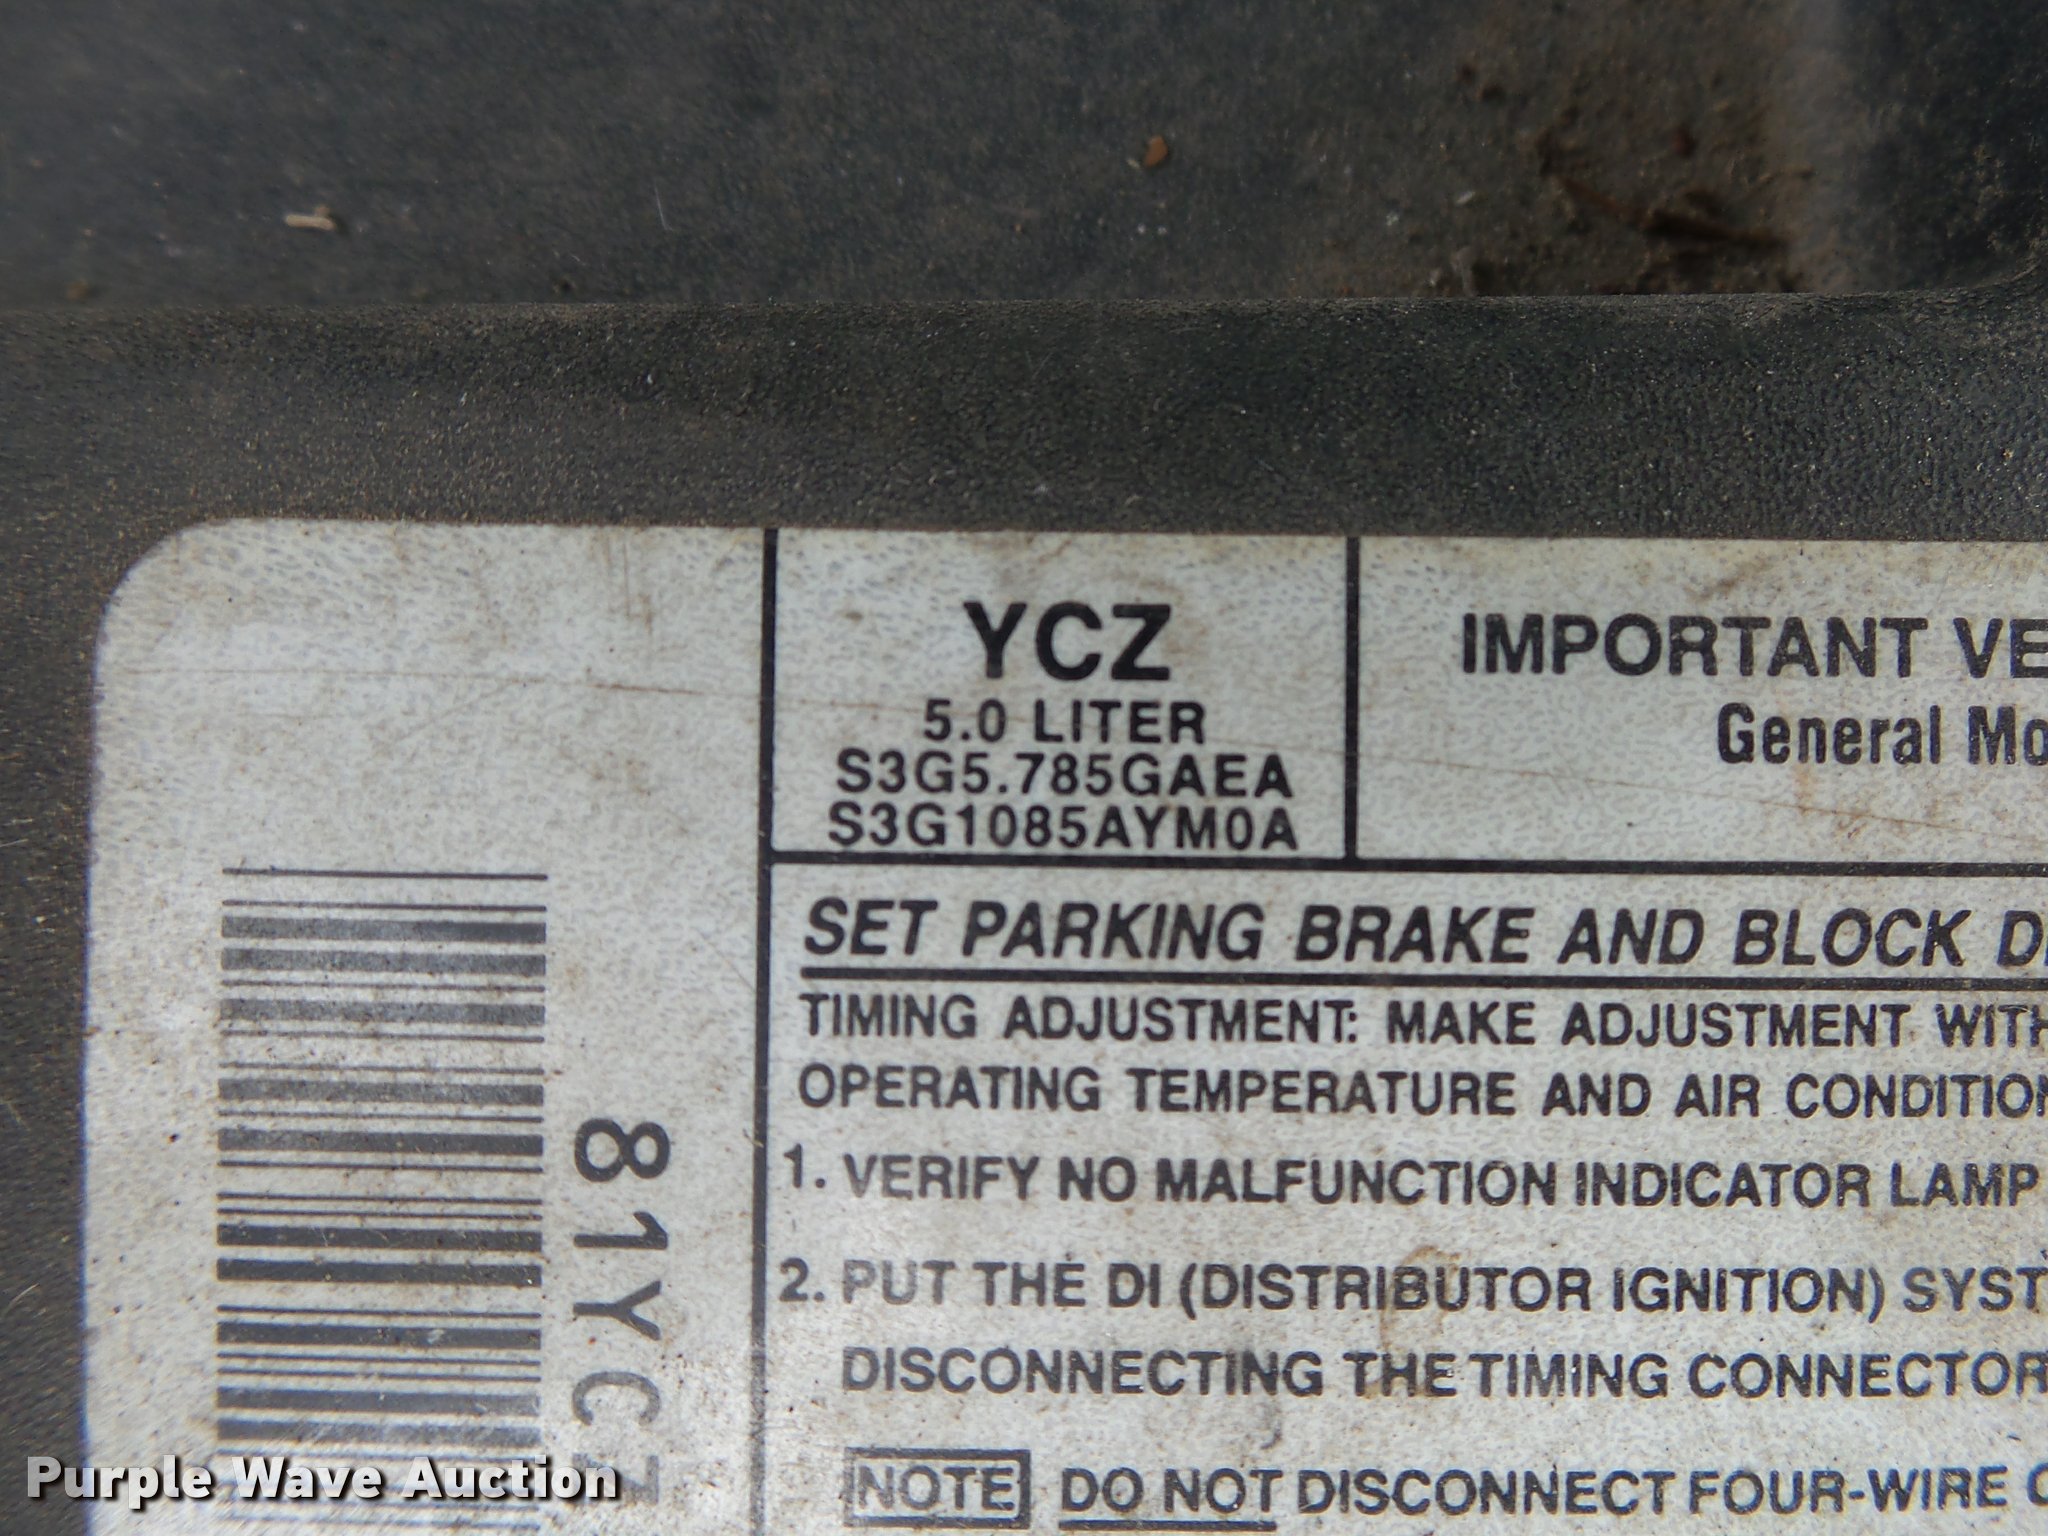 YCZ
5.0 LITER
S3G5.785GAEA
S3G1085AYM0A
IMPORTANT VE
General Mo
SET PARKING BRAKE AND BLOCK D
TIMING ADJUSTMENT: MAKE ADJUSTMENT WITH
OPERATING TEMPERATURE AND AIR CONDITION
1. VERIFY NO MALFUNCTION INDICATOR LAMP
2. PUT THE DI (DISTRIBUTOR IGNITION) SYST
DISCONNECTING THE TIMING CONNECTOR
NOTE DO NOT DISCONNECT FOUR-WIRE C
81YCZ
Purple Wave Auction